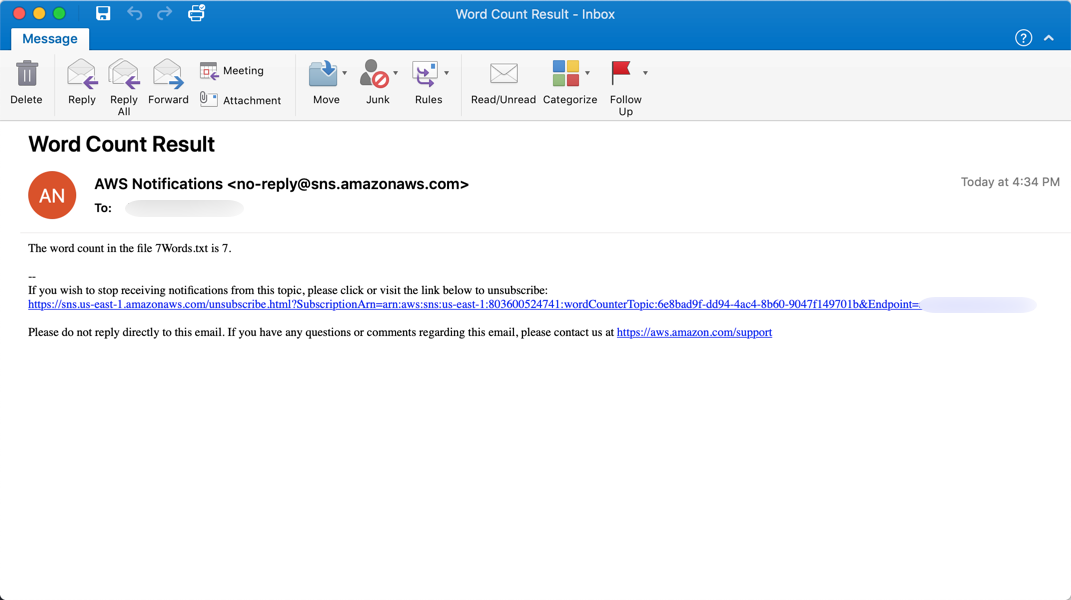 Word Count Result - Inbox
Message
?
Delete
Reply
Reply
All
Forward
Meeting
Attachment
Move
Junk
Rules
Read/Unread
Categorize
Follow
Up
Word Count Result
AN
AWS Notifications <no-reply@sns.amazonaws.com>
Today at 4:34 PM
To:
The word count in the file 7Words.txt is 7.
--
If you wish to stop receiving notifications from this topic, please click or visit the link below to unsubscribe:
https://sns.us-east-1.amazonaws.com/unsubscribe.html?SubscriptionArn=arn:aws:sns:us-east-1:803600524741:wordCounterTopic:6e8bad9f-dd94-4ac4-8b60-9047f149701b&Endpoint=
Please do not reply directly to this email. If you have any questions or comments regarding this email, please contact us at https://aws.amazon.com/support